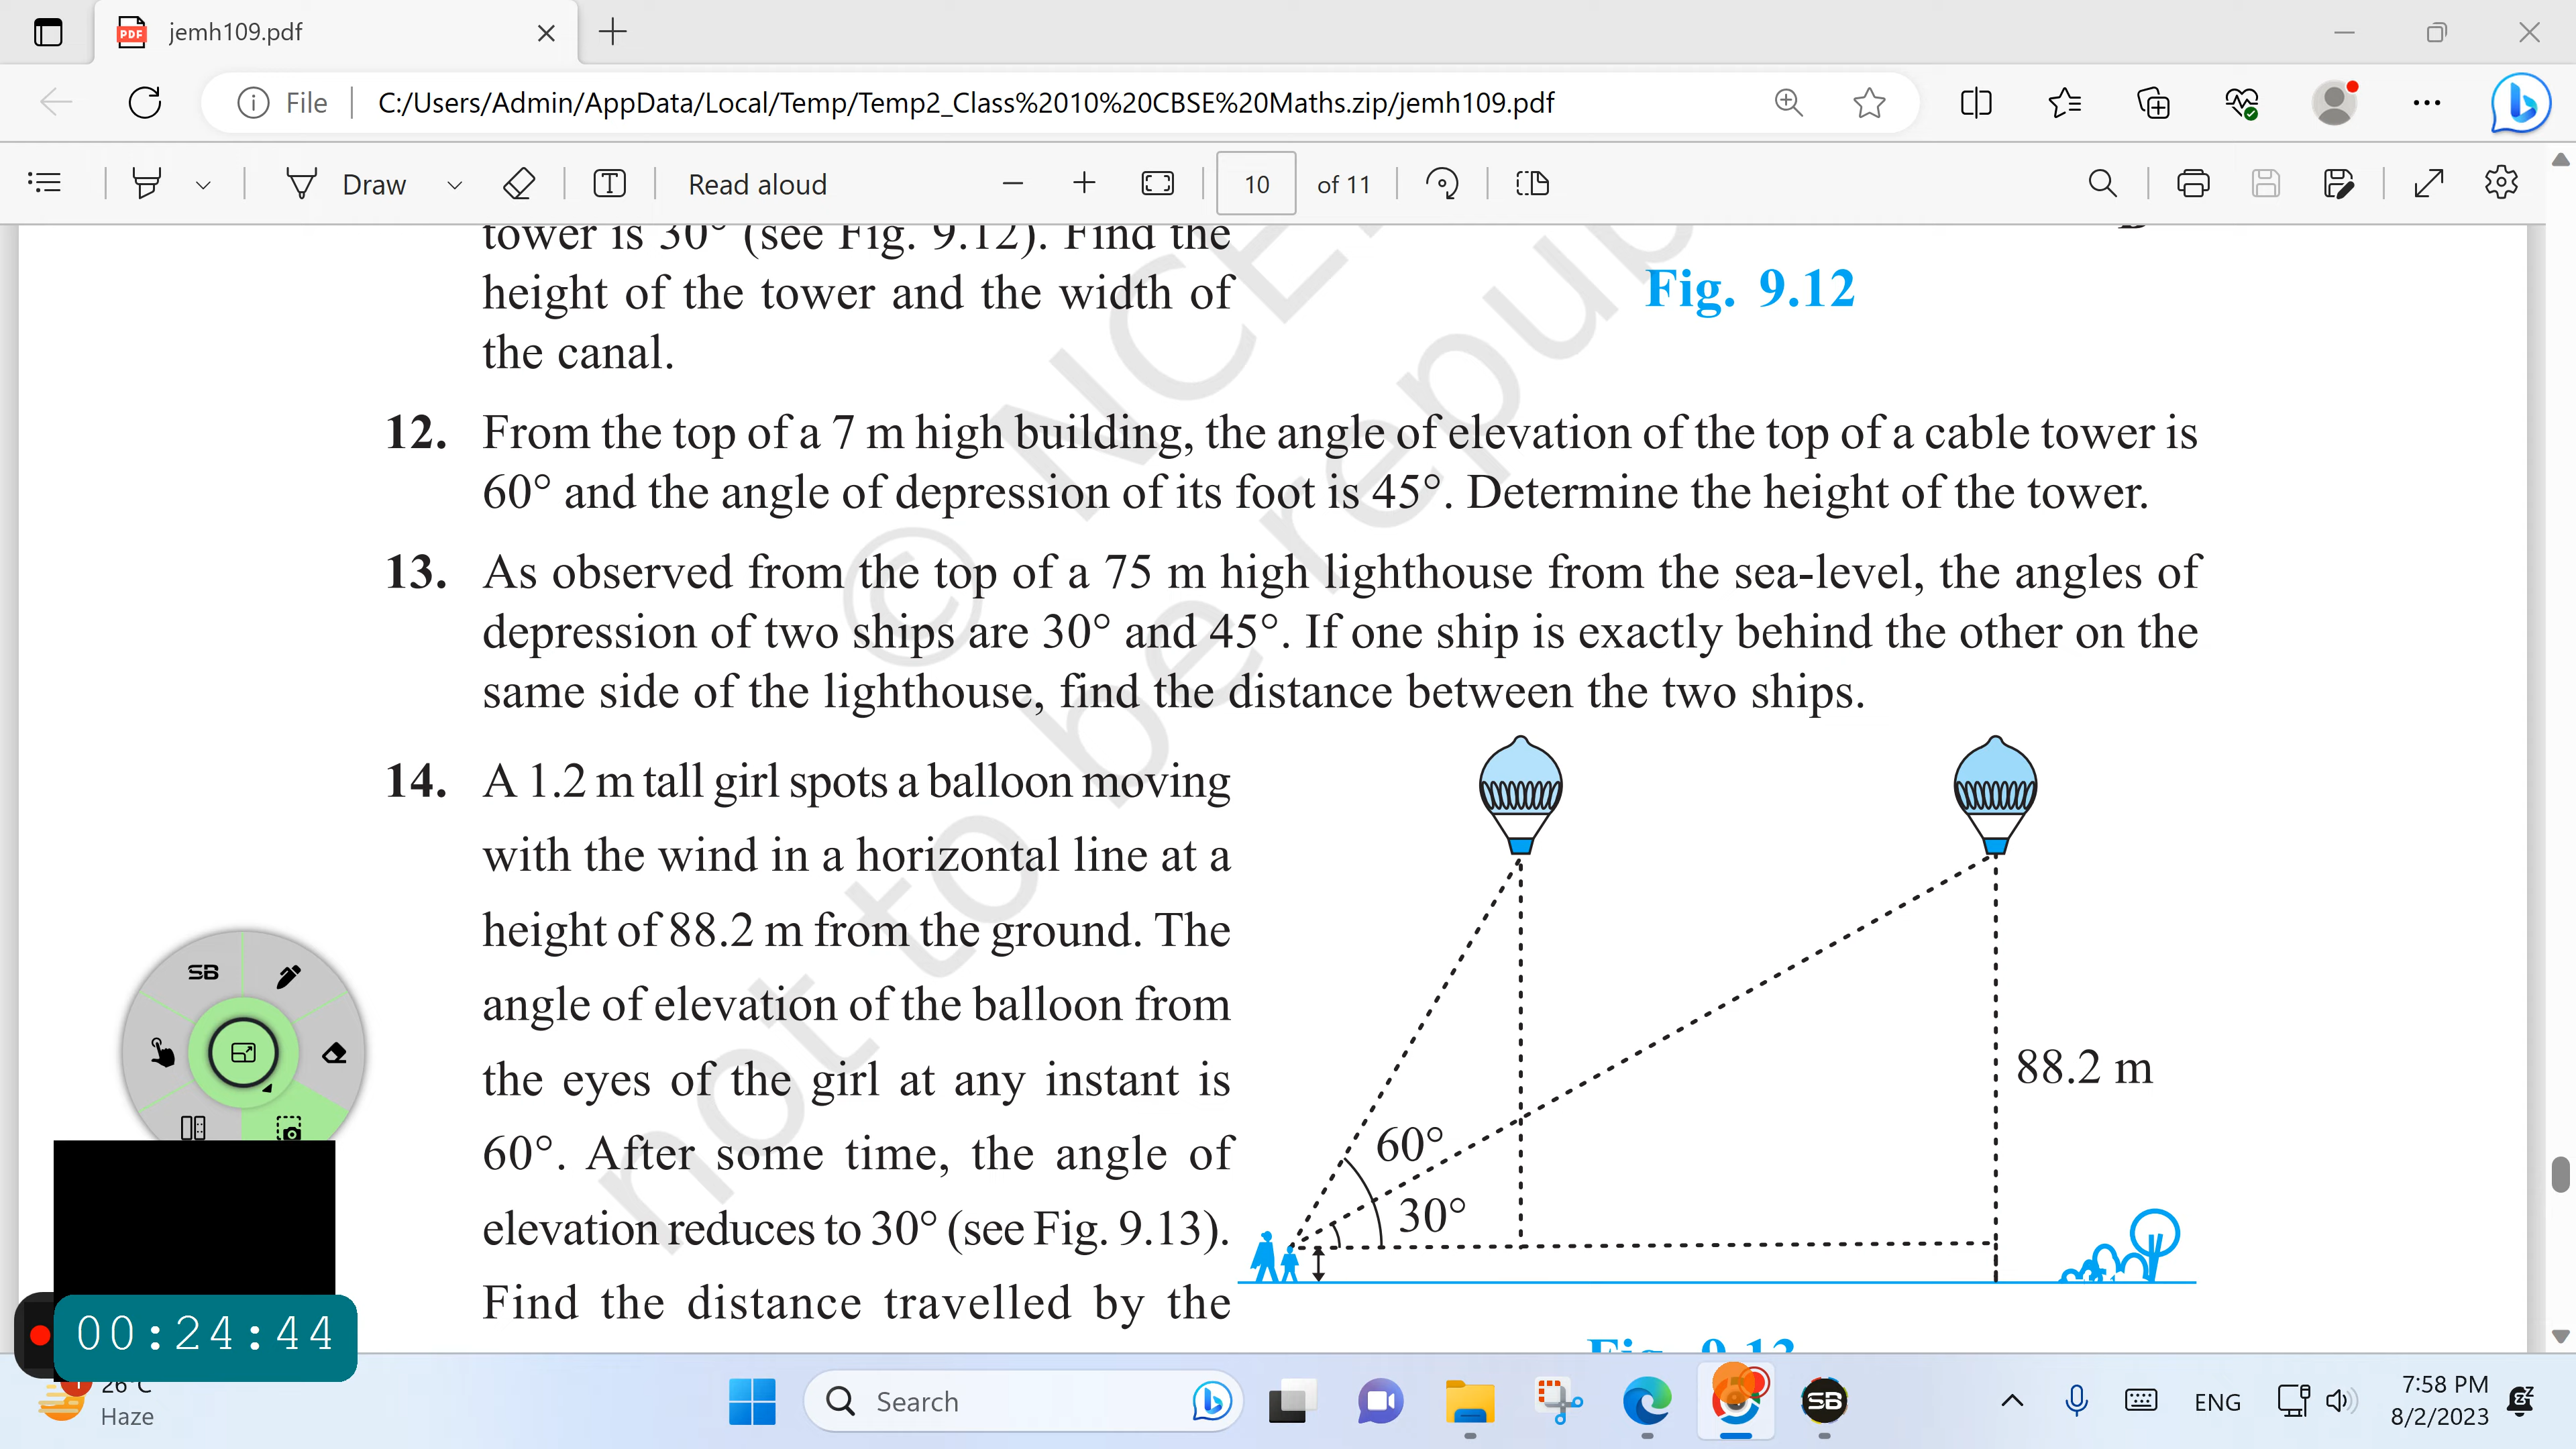 jemh109.pdf
File C:/Users/Admin/AppData/Local/Temp/Temp2_Class%2010%20CBSE%20Maths.zip/jemh109.pdf
Draw Read aloud 10 of 11
tower is 30° (see Fig. 9.12). Find the
height of the tower and the width of
the canal.
Fig. 9.12
12. From the top of a 7 m high building, the angle of elevation of the top of a cable tower is
60° and the angle of depression of its foot is 45°. Determine the height of the tower.
13. As observed from the top of a 75 m high lighthouse from the sea-level, the angles of
depression of two ships are 30° and 45°. If one ship is exactly behind the other on the
same side of the lighthouse, find the distance between the two ships.
14. A 1.2 m tall girl spots a balloon moving
with the wind in a horizontal line at a
height of 88.2 m from the ground. The
angle of elevation of the balloon from
the eyes of the girl at any instant is
60°. After some time, the angle of
elevation reduces to 30° (see Fig. 9.13).
Find the distance travelled by the
88.2 m
60°
30°
Fig. 9.13
© NCE
not to be repub
SB
00:24:44
26°C
Haze
Search
SB
ENG
7:58 PM
8/2/2023